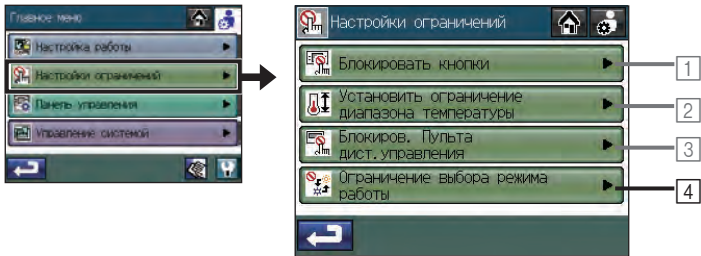 Главное меню
Настройка работы
Настройки ограничений
Панель управления
Управление системой
Настройки ограничений
Блокировать кнопки
1
Установить ограничение
диапазона температуры
2
Блокиров. Пульта
дист.управления
3
Ограничение выбора режима
работы
4